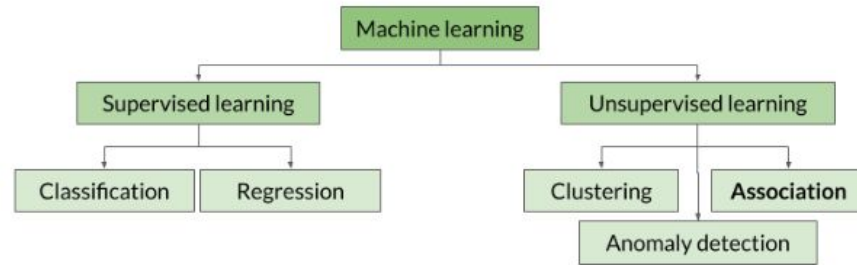 Machine learning
Supervised learning
Unsupervised learning
Classification
Regression
Clustering
Association
Anomaly detection